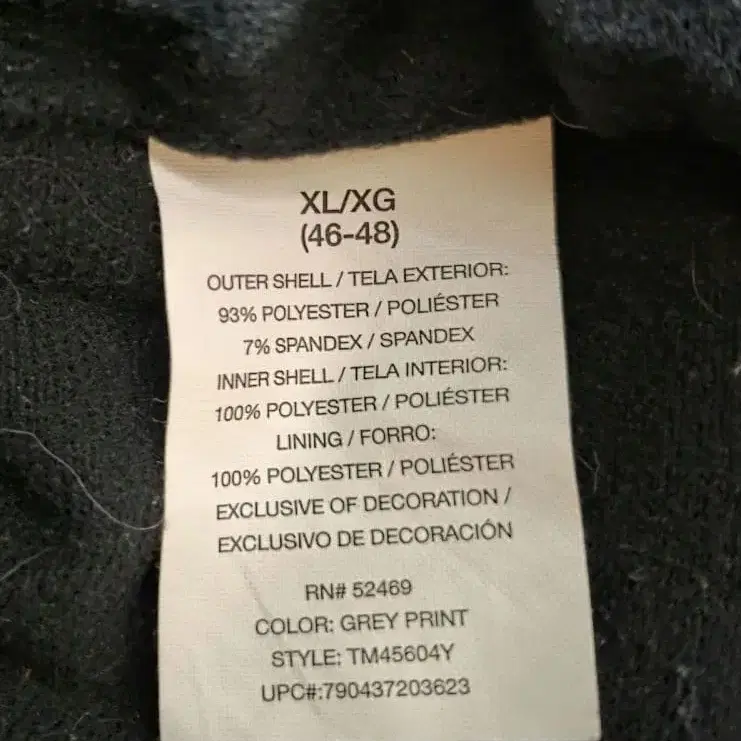 XL/XG
(46-48)
OUTER SHELL / TELA EXTERIOR:
93% POLYESTER / POLIÉSTER
7% SPANDEX / SPANDEX
INNER SHELL / TELA INTERIOR:
100% POLYESTER / POLIÉSTER
LINING / FORRO:
100% POLYESTER / POLIÉSTER
EXCLUSIVE OF DECORATION /
EXCLUSIVO DE DECORACIÓN
RN# 52469
COLOR: GREY PRINT
STYLE: TM45604Y
UPC#:790437203623